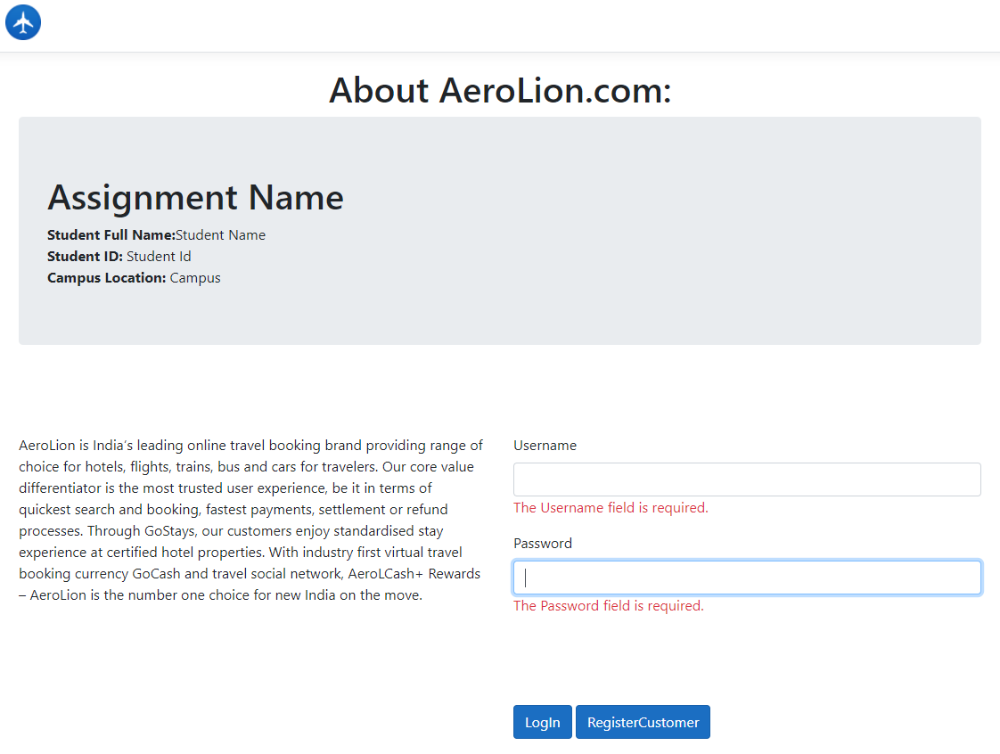 About AeroLion.com:
Assignment Name
Student Full Name:Student Name
Student ID: Student Id
Campus Location: Campus
AeroLion is India's leading online travel booking brand providing range of
choice for hotels, flights, trains, bus and cars for travelers. Our core value
differentiator is the most trusted user experience, be it in terms of
quickest search and booking, fastest payments, settlement or refund
processes. Through GoStays, our customers enjoy standardised stay
experience at certified hotel properties. With industry first virtual travel
booking currency GoCash and travel social network, AeroLCash+ Rewards
– AeroLion is the number one choice for new India on the move.
Username
The Username field is required.
Password
The Password field is required.
LogIn
RegisterCustomer